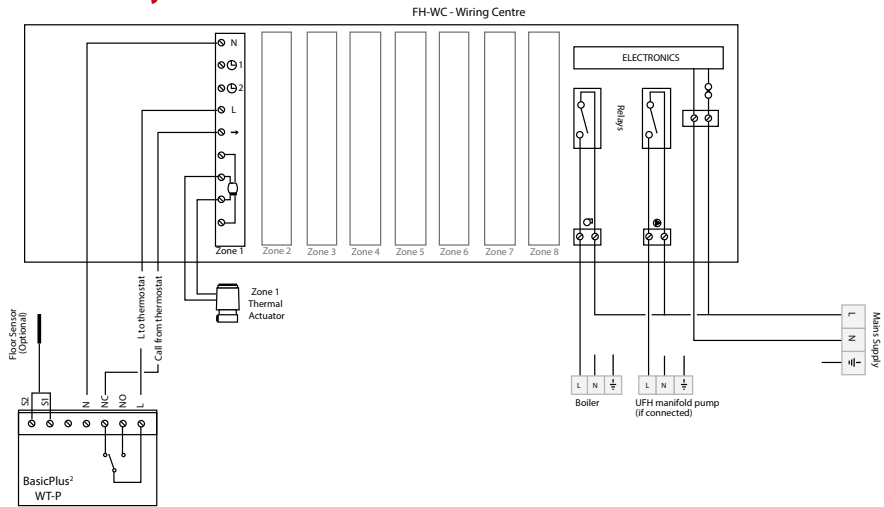 FH-WC - Wiring Centre
N
1
2
L
→
ELECTRONICS
Relays
Zone 1
Zone 2
Zone 3
Zone 4
Zone 5
Zone 6
Zone 7
Zone 8
L to thermostat
Call from thermostat
Zone 1
Thermal
Actuator
Floor Sensor
(Optional)
S2
S1
N
NC
NO
L
BasicPlus²
WT-P
L N
Boiler
L N
UFH manifold pump
(if connected)
L
N
Mains Supply